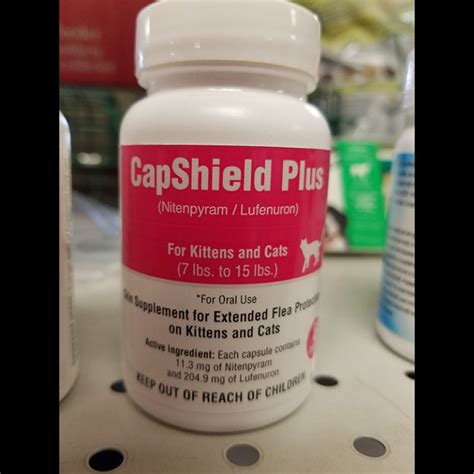 CapShield Plus
(Nitenpyram / Lufenuron)
For Kittens and Cats
(7 lbs. to 15 lbs.)
*For Oral Use
Skin Supplement for Extended Flea Protection
on Kittens and Cats
Active Ingredient: Each capsule contains
11.3 mg of Nitenpyram
and 204.9 mg of Lufenuron
KEEP OUT OF REACH OF CHILDREN